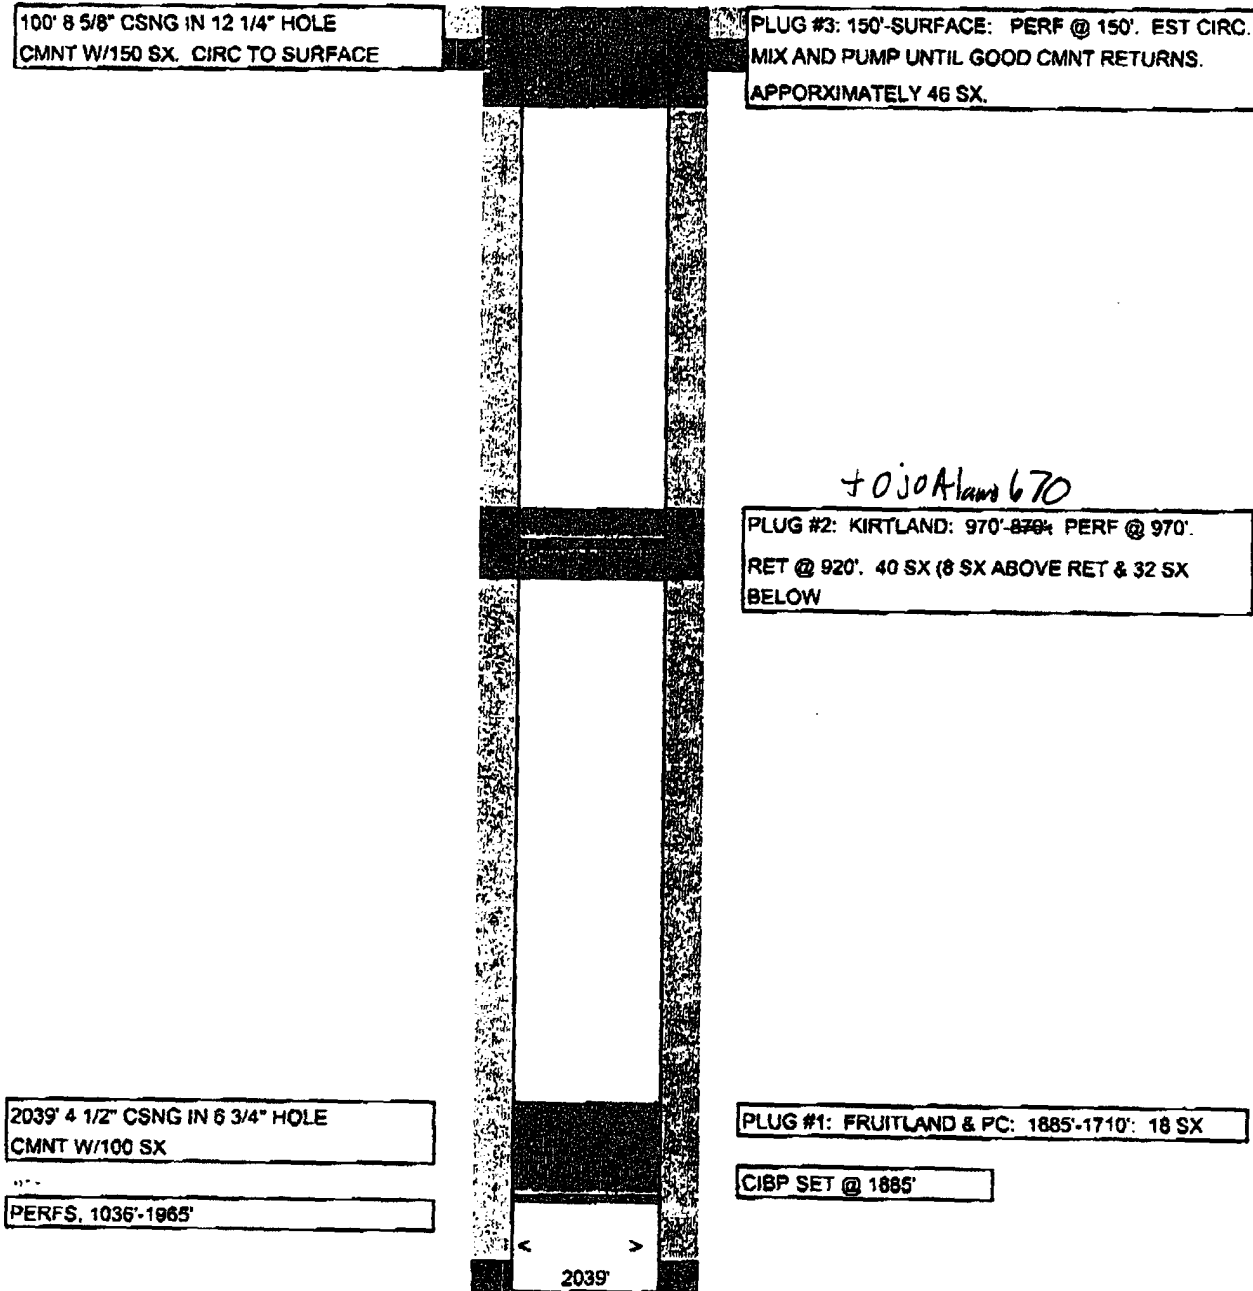 100' 8 5/8" CSNG IN 12 1/4" HOLE
CMNT W/150 SX. CIRC TO SURFACE
PLUG #3: 150'-SURFACE: PERF @ 150'. EST CIRC.
MIX AND PUMP UNTIL GOOD CMNT RETURNS.
APPORXIMATELY 46 SX.
+ Ojo Alamo 670
PLUG #2: KIRTLAND: 970'-870': PERF @ 970'.
RET @ 920'. 40 SX (8 SX ABOVE RET & 32 SX
BELOW
2039' 4 1/2" CSNG IN 6 3/4" HOLE
CMNT W/100 SX
PERFS, 1036'-1965'
PLUG #1: FRUITLAND & PC: 1885'-1710': 18 SX
CIBP SET @ 1885'
< >
2039'